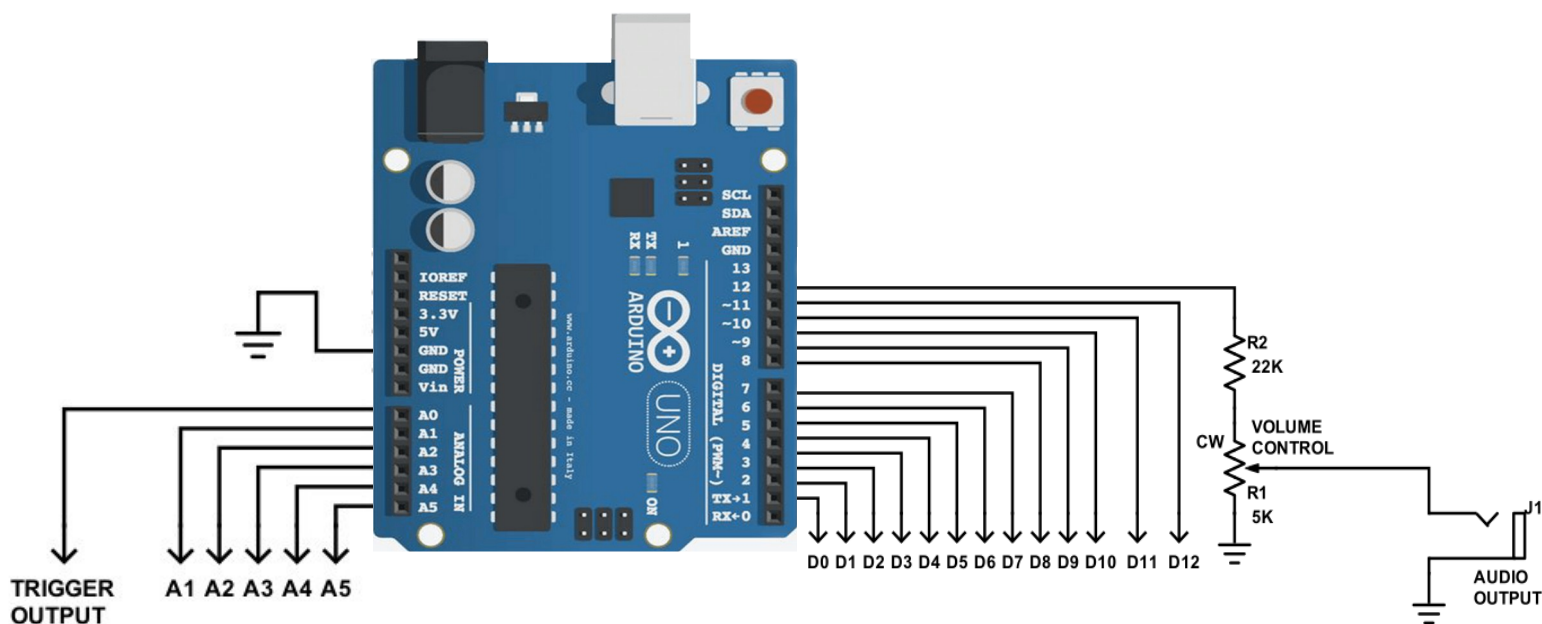 SCL
SDA
AREF
GND
13
12
~11
~10
~9
8
7
6
5
4
3
2
TX→1
RX←0
DIGITAL (PWM~)
IOREF
RESET
3.3V
5V
GND
GND
Vin
POWER
A0
A1
A2
A3
A4
A5
ANALOG IN
RX
TX
1
ARDUINO
UNO
ON
www.arduino.cc - made in Italy
TRIGGER
OUTPUT
A1 A2 A3 A4 A5
D0 D1 D2 D3 D4 D5 D6 D7 D8 D9 D10 D11 D12
R2
22K
VOLUME
CONTROL
CW
R1
5K
J1
AUDIO
OUTPUT